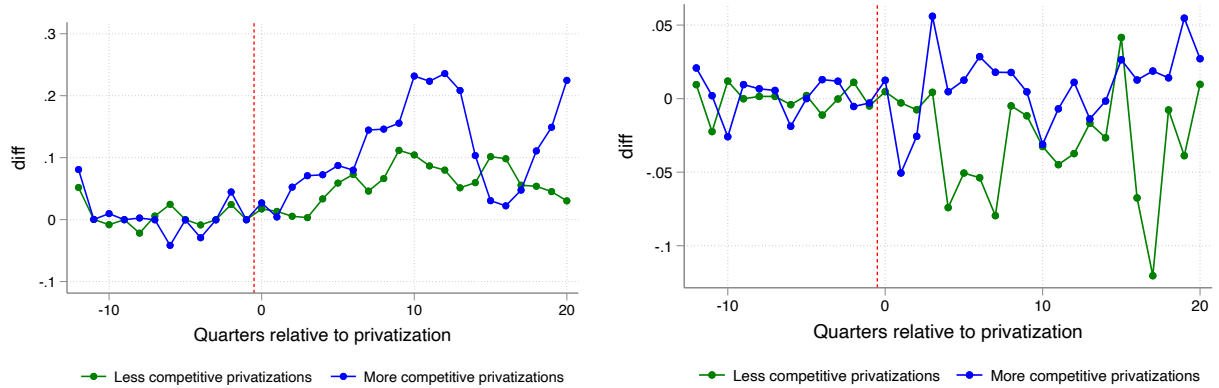 .3
.2
.1
0
-.1
diff
-10
0
10
20
Quarters relative to privatization
Less competitive privatizations
More competitive privatizations
.05
0
-.05
-.1
diff
-10
0
10
20
Quarters relative to privatization
Less competitive privatizations
More competitive privatizations